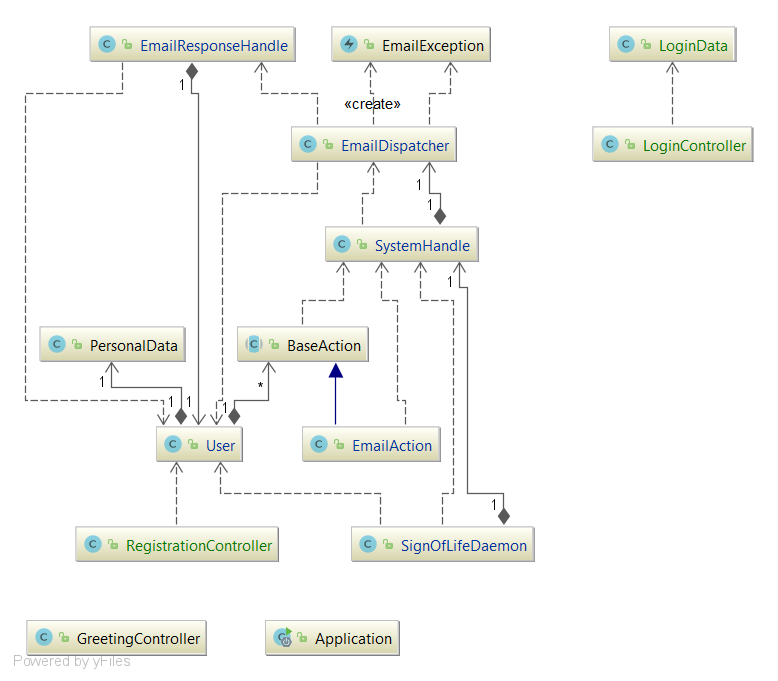 EmailResponseHandle
EmailException
LoginData
1
«create»
EmailDispatcher
LoginController
1
1
SystemHandle
1
PersonalData
BaseAction
1
*
1
1
1
User
EmailAction
1
RegistrationController
SignOfLifeDaemon
GreetingController
Application
Powered by yFiles